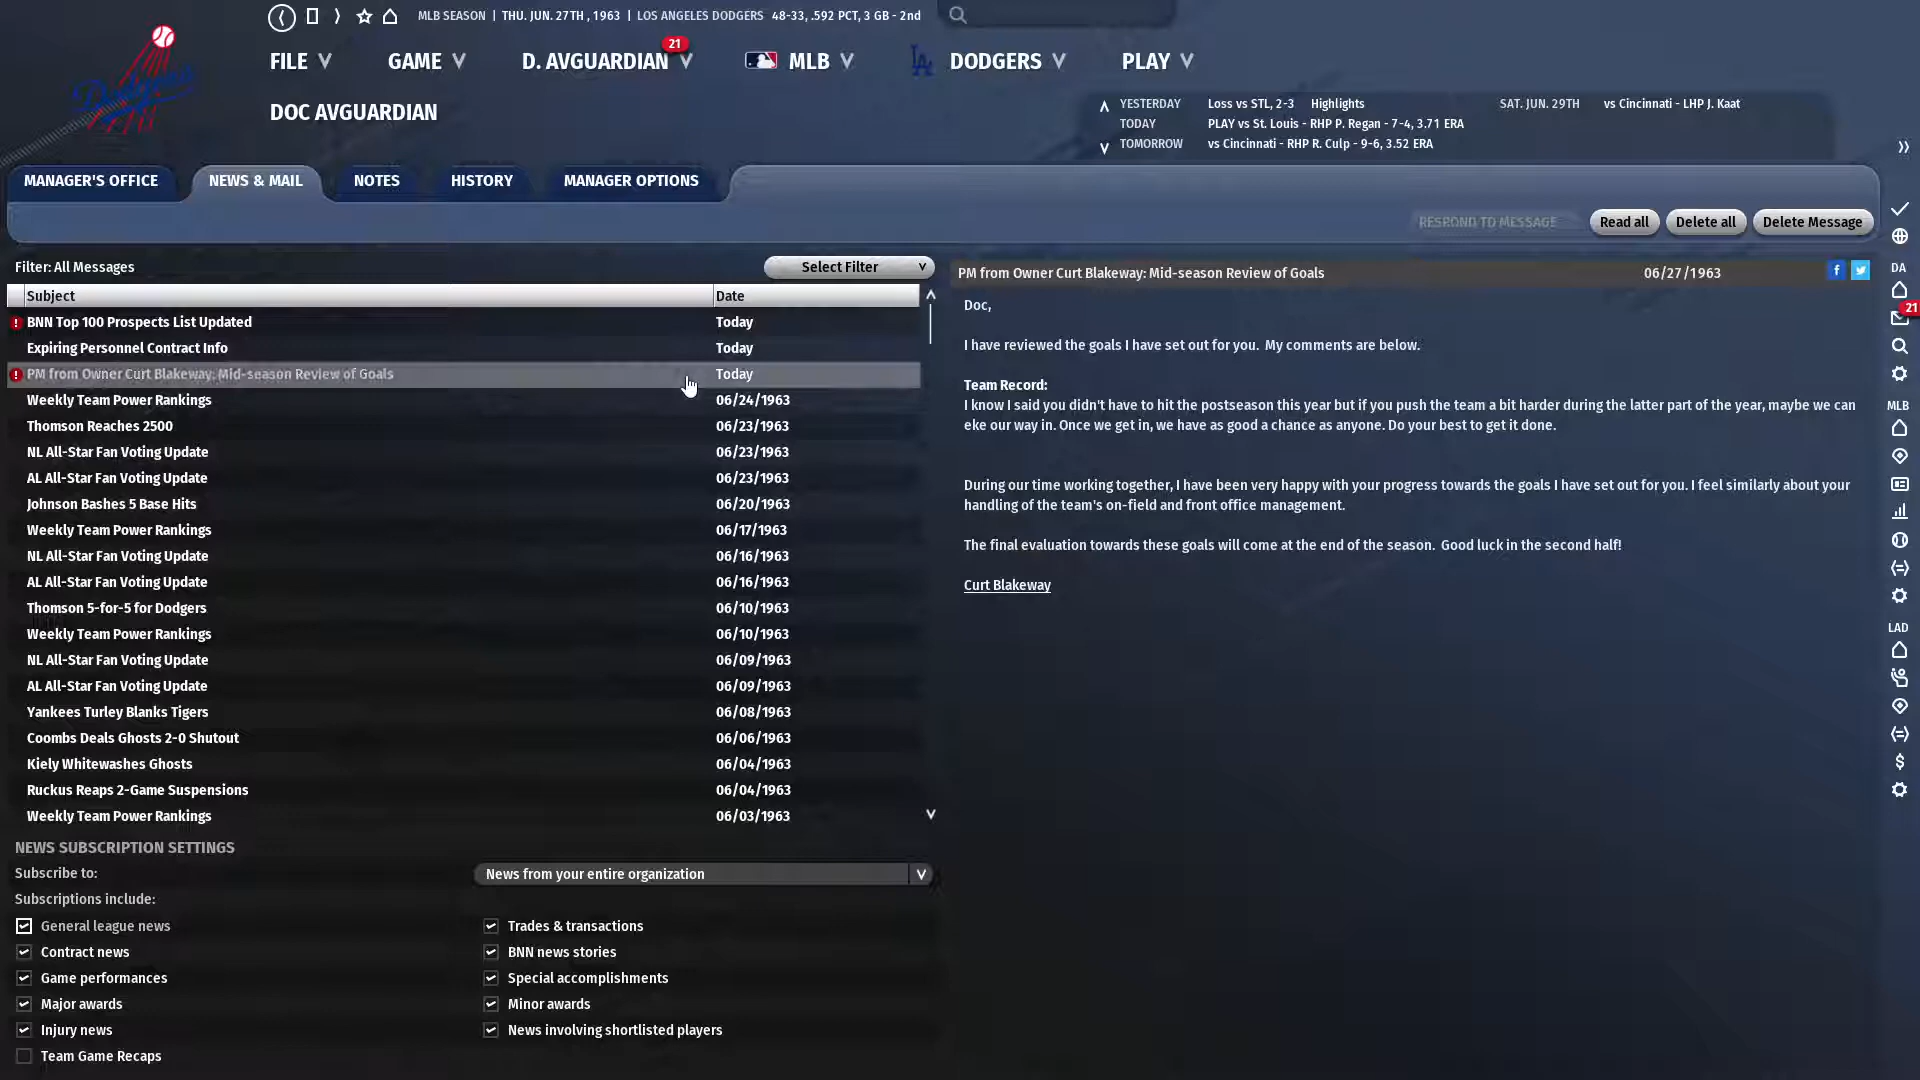 MLB SEASON | THU. JUN. 27TH , 1963 | LOS ANGELES DODGERS 48-33, .592 PCT, 3 GB - 2nd
FILE GAME D. AVGUARDIAN 21 MLB DODGERS PLAY
Dodgers
DOC AVGUARDIAN
YESTERDAY Loss vs STL, 2-3 Highlights SAT. JUN. 29TH vs Cincinnati - LHP J. Kaat
TODAY PLAY vs St. Louis - RHP P. Regan - 7-4, 3.71 ERA
TOMORROW vs Cincinnati - RHP R. Culp - 9-6, 3.52 ERA
MANAGER'S OFFICE NEWS & MAIL NOTES HISTORY MANAGER OPTIONS
RESPOND TO MESSAGE Read all Delete all Delete Message
Filter: All Messages Select Filter
Subject Date
BNN Top 100 Prospects List Updated Today
Expiring Personnel Contract Info Today
PM from Owner Curt Blakeway: Mid-season Review of Goals Today
Weekly Team Power Rankings 06/24/1963
Thomson Reaches 2500 06/23/1963
NL All-Star Fan Voting Update 06/23/1963
AL All-Star Fan Voting Update 06/23/1963
Johnson Bashes 5 Base Hits 06/20/1963
Weekly Team Power Rankings 06/17/1963
NL All-Star Fan Voting Update 06/16/1963
AL All-Star Fan Voting Update 06/16/1963
Thomson 5-for-5 for Dodgers 06/10/1963
Weekly Team Power Rankings 06/10/1963
NL All-Star Fan Voting Update 06/09/1963
AL All-Star Fan Voting Update 06/09/1963
Yankees Turley Blanks Tigers 06/08/1963
Coombs Deals Ghosts 2-0 Shutout 06/06/1963
Kiely Whitewashes Ghosts 06/04/1963
Ruckus Reaps 2-Game Suspensions 06/04/1963
Weekly Team Power Rankings 06/03/1963
NEWS SUBSCRIPTION SETTINGS
Subscribe to: News from your entire organization
Subscriptions include:
General league news Trades & transactions
Contract news BNN news stories
Game performances Special accomplishments
Major awards Minor awards
Injury news News involving shortlisted players
Team Game Recaps
PM from Owner Curt Blakeway: Mid-season Review of Goals 06/27/1963
Doc,
I have reviewed the goals I have set out for you. My comments are below.
Team Record:
I know I said you didn't have to hit the postseason this year but if you push the team a bit harder during the latter part of the year, maybe we can
eke our way in. Once we get in, we have as good a chance as anyone. Do your best to get it done.
During our time working together, I have been very happy with your progress towards the goals I have set out for you. I feel similarly about your
handling of the team's on-field and front office management.
The final evaluation towards these goals will come at the end of the season. Good luck in the second half!
Curt Blakeway
DA
21
MLB
LAD